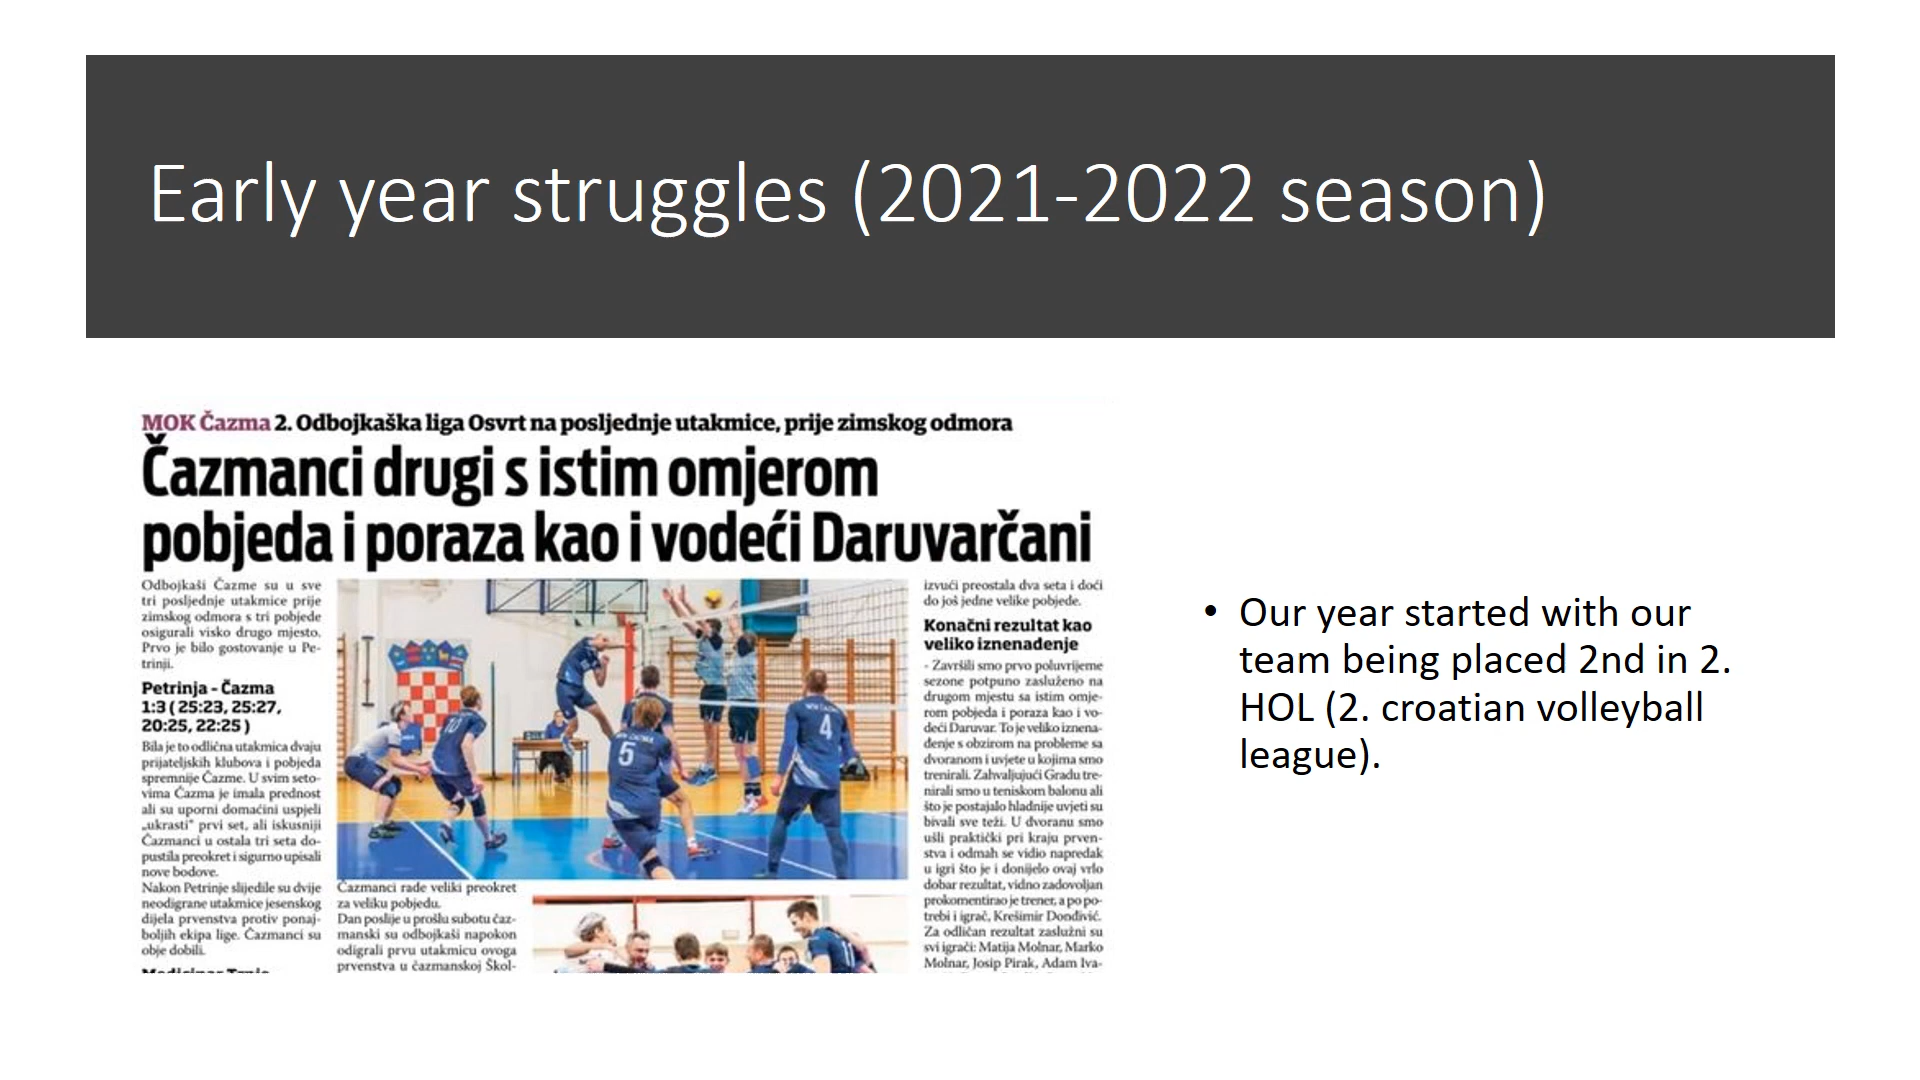 Early year struggles (2021-2022 season)
MOK Čazma 2. Odbojkaška liga Osvrt na posljednje utakmice, prije zimskog odmora
Čazmanci drugi s istim omjerom
pobjeda i poraza kao i vodeći Daruvarčani
Odbojkaši Čazme su u sve
tri posljednje utakmice prije
zimskog odmora s tri pobjede
osigurali visko drugo mjesto.
Prvo je bilo gostovanje u Pe-
trinji.
Petrinja - Čazma
1:3 ( 25:23, 25:27,
20:25, 22:25 )
Bila je to odlična utakmica dvaju
prijateljskih klubova i pobjeda
spremnije Čazme. U svim seto-
vima Čazma je imala prednost
ali su uporni domaćini uspjeli
„ukrasti" prvi set, ali iskusniji
Čazmanci u ostala tri seta do-
pustila preokret i sigurno upisali
nove bodove.
Nakon Petrinje slijedile su dvije
neodigrane utakmice jesenskog
dijela prvenstva protiv ponaj-
boljih ekipa lige. Čazmanci su
obje dobili.
10
5
4
Čazmanci rade veliki preokret
za veliku pobjedu.
Dan poslije u prošlu subotu čaz-
manski su odbojkaši napokon
odigrali prvu utakmicu ovoga
prvenstva u čazmanskoj Škol-
izvući preostala dva seta i doći
do još jedne velike pobjede.
Konačni rezultat kao
veliko iznenađenje
- Završili smo prvo poluvrijeme
sezone potpuno zasluženo na
drugom mjestu sa istim omje-
rom pobjeda i poraza kao i vo-
deći Daruvar. To je veliko iznena-
đenje s obzirom na probleme sa
dvoranom i uvjete u kojima smo
trenirali. Zahvaljujući Gradu tre-
nirali smo u teniskom balonu ali
što je postajalo hladnije uvjeti su
bivali sve teži. U dvoranu smo
ušli praktički pri kraju prven-
stva i odmah se vidio napredak
u igri što je i donijelo ovaj vrlo
dobar rezultat, vidno zadovoljan
prokomentirao je trener, a po po-
trebi i igrač, Krešimir Donđivić.
Za odličan rezultat zaslužni su
svi igrači: Matija Molnar, Marko
Molnar, Josip Pirak, Adam Iva-
• Our year started with our
team being placed 2nd in 2.
HOL (2. croatian volleyball
league).